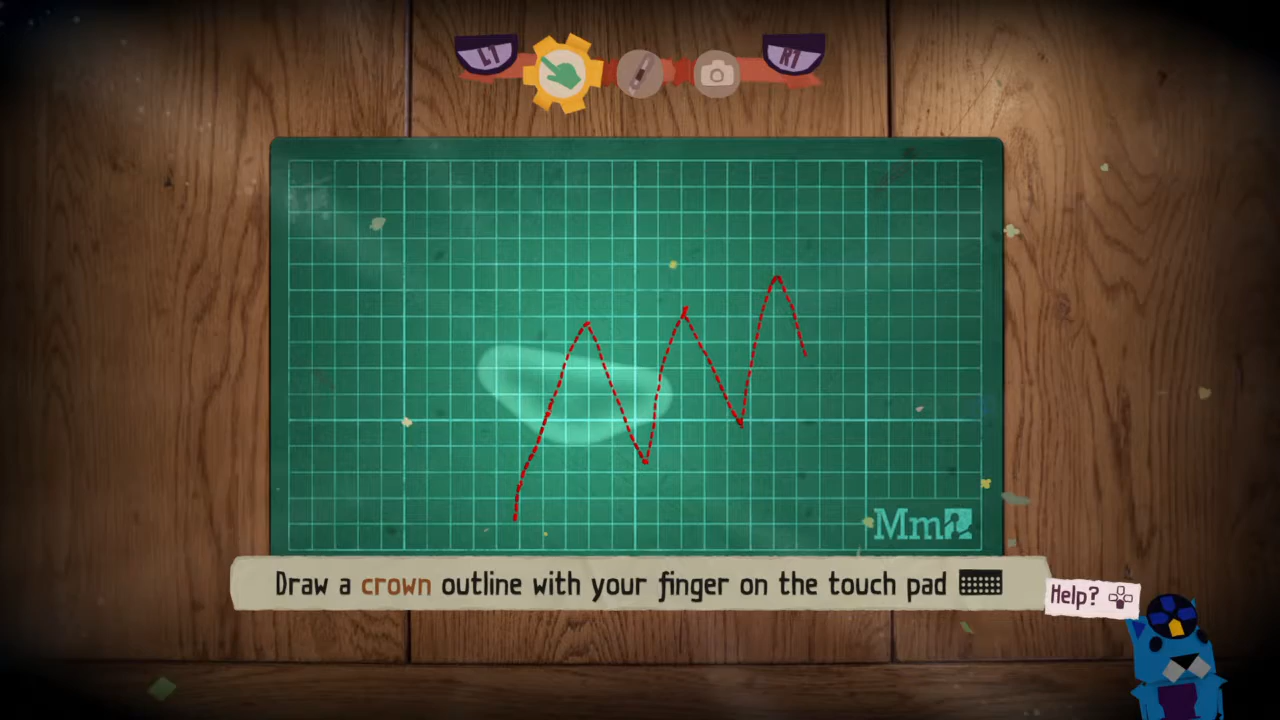 L1
R1
Mm
Draw a crown outline with your finger on the touch pad
Help?